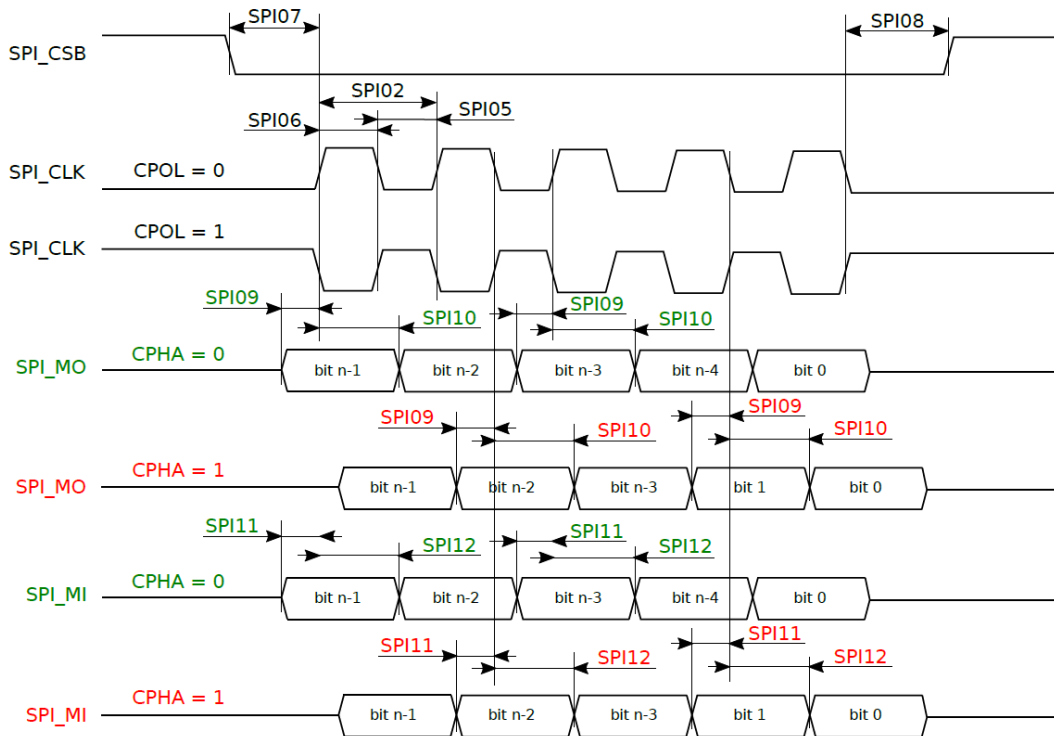 SPI07
SPI08
SPI_CSB
SPI02
SPI05
SPI06
SPI_CLK CPOL = 0
SPI_CLK CPOL = 1
SPI09 SPI09
SPI10 SPI10
SPI_MO CPHA = 0 bit n-1 bit n-2 bit n-3 bit n-4 bit 0
SPI09 SPI09
SPI10 SPI10
SPI_MO CPHA = 1 bit n-1 bit n-2 bit n-3 bit 1 bit 0
SPI11 SPI11
SPI12 SPI12
SPI_MI CPHA = 0 bit n-1 bit n-2 bit n-3 bit n-4 bit 0
SPI11 SPI11
SPI12 SPI12
SPI_MI CPHA = 1 bit n-1 bit n-2 bit n-3 bit 1 bit 0